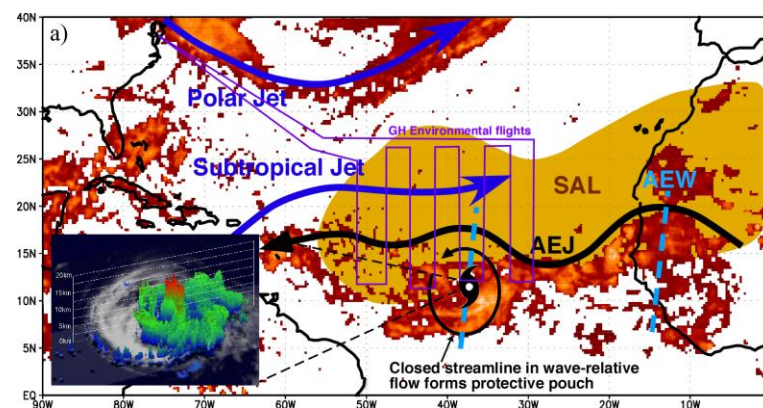 40N
a)
35N
Polar Jet
30N
GH Environmental flights
25N
Subtropical Jet
SAL
AEW
20N
15N
AEJ
20km
15km
10km
5km
0km
10N
5N
Closed streamline in wave-relative
flow forms protective pouch
EQ
90W 80W 70W 60W 50W 40W 30W 20W 10W 0